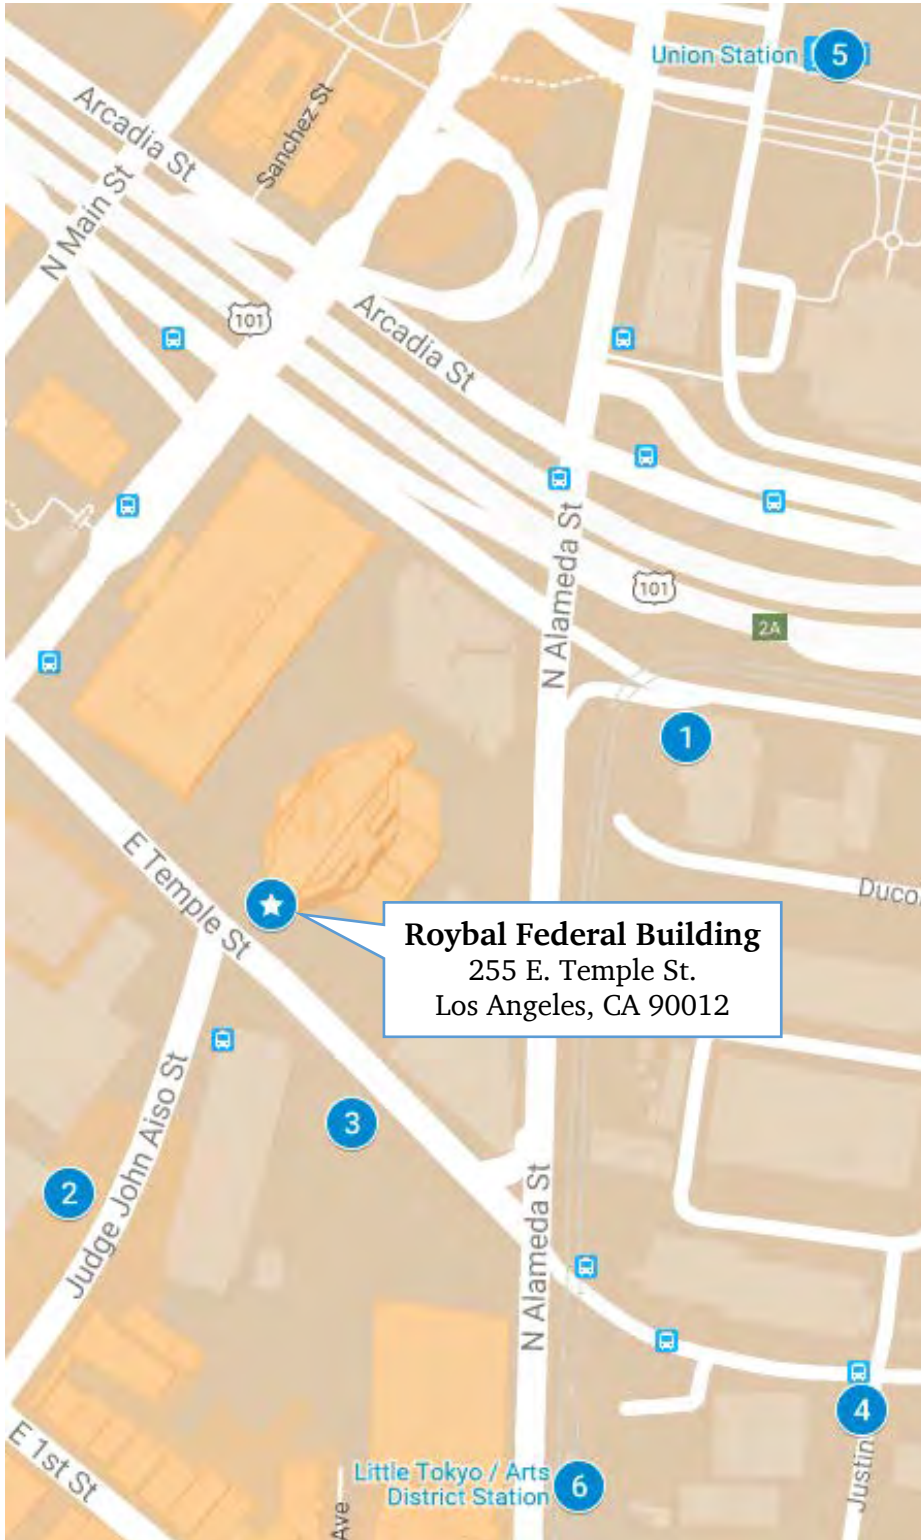 Union Station
5
Arcadia St
Sanchez St
N Main St
101
Arcadia St
N Alameda St
101
2A
1
E Temple St
Duco
Roybal Federal Building
255 E. Temple St.
Los Angeles, CA 90012
3
Judge John Aiso St
2
N Alameda St
4
E 1st St
Little Tokyo / Arts
District Station
6
Justin
Ave